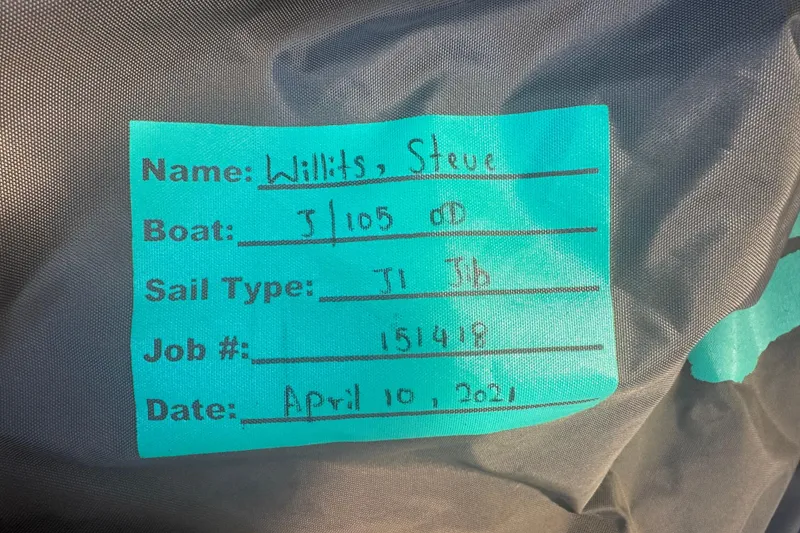 Name: Willits, Steve
Boat: J/105 OD
Sail Type: J1 Jib
Job #: 151418
Date: April 10, 2021